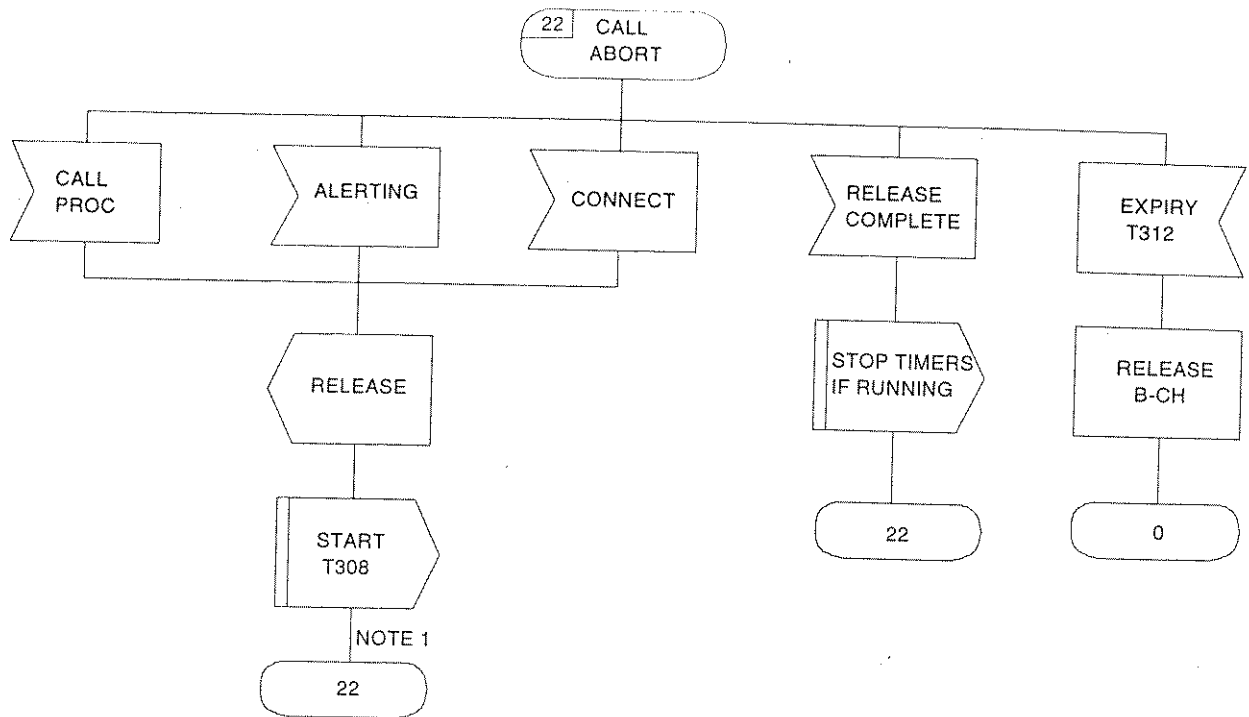 22 CALL
ABORT
CALL
PROC
ALERTING
CONNECT
RELEASE
COMPLETE
EXPIRY
T312
RELEASE
STOP TIMERS
IF RUNNING
RELEASE
B-CH
START
T308
22
0
NOTE 1
22